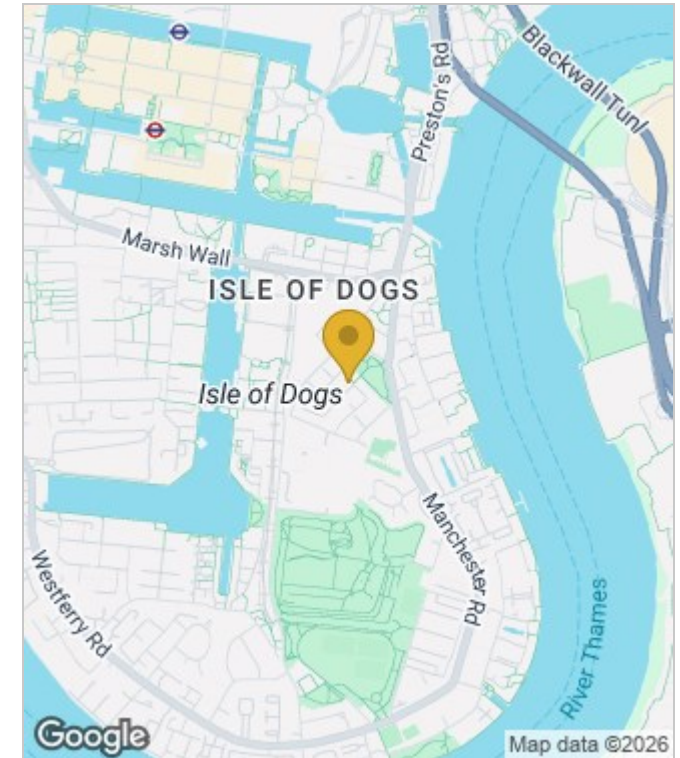 Preston's Rd
Blackwall Tunl
Marsh Wall
ISLE OF DOGS
Isle of Dogs
Manchester Rd
Westferry Rd
River Thames
Google
Map data ©2026